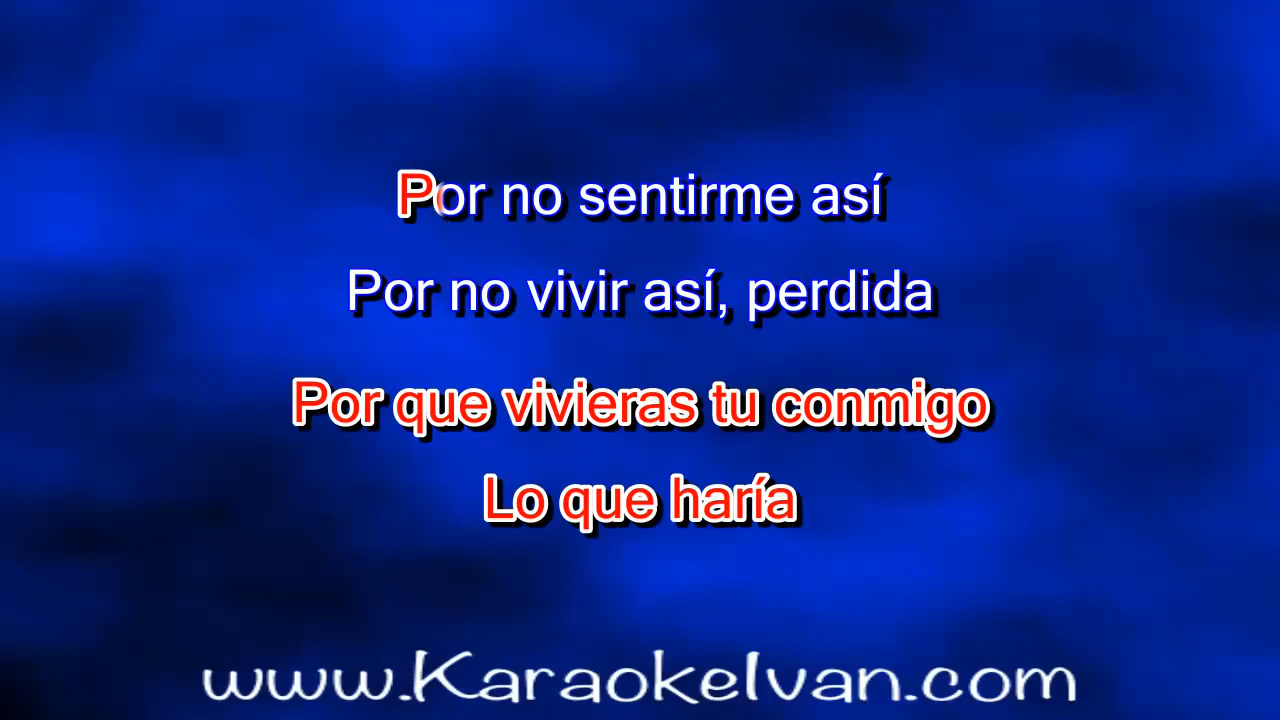 Por no sentirme así
Por no vivir así, perdida
Por que vivieras tu conmigo
Lo que haría
www.KaraokeIvan.com